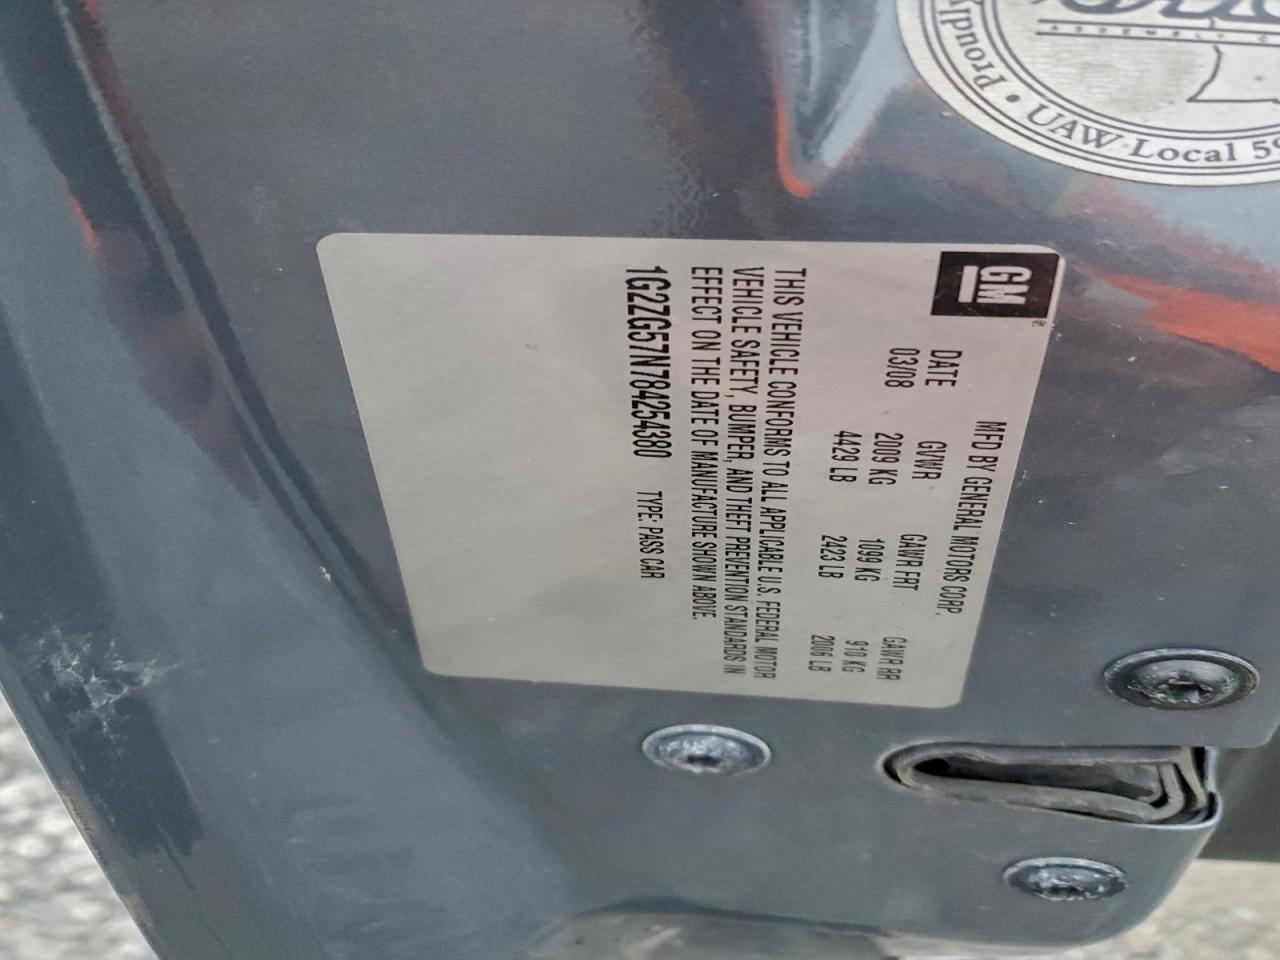 GM
MFD BY GENERAL MOTORS CORP.
DATE GVWR GAWR FRT GAWR RR
03/08 2009 KG 1099 KG 910 KG
4429 LB 2423 LB 2006 LB
THIS VEHICLE CONFORMS TO ALL APPLICABLE U.S. FEDERAL MOTOR
VEHICLE SAFETY, BUMPER, AND THEFT PREVENTION STANDARDS IN
EFFECT ON THE DATE OF MANUFACTURE SHOWN ABOVE.
1G2ZG57N784254380 TYPE: PASS CAR
ASSEMBLY
Proudly
• UAW Local 59